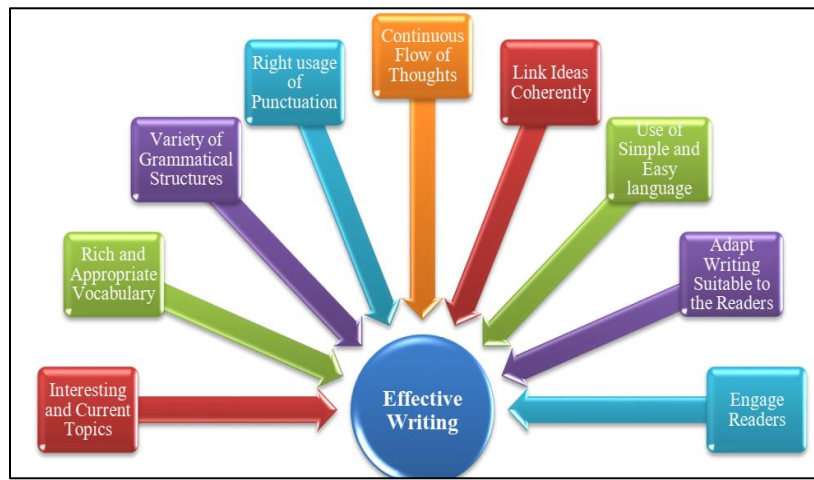 Interesting
and Current
Topics
Rich and
Appropriate
Vocabulary
Variety of
Grammatical
Structures
Right usage
of
Punctuation
Continuous
Flow of
Thoughts
Link Ideas
Coherently
Use of
Simple and
Easy
language
Adapt
Writing
Suitable to
the Readers
Engage
Readers
Effective
Writing